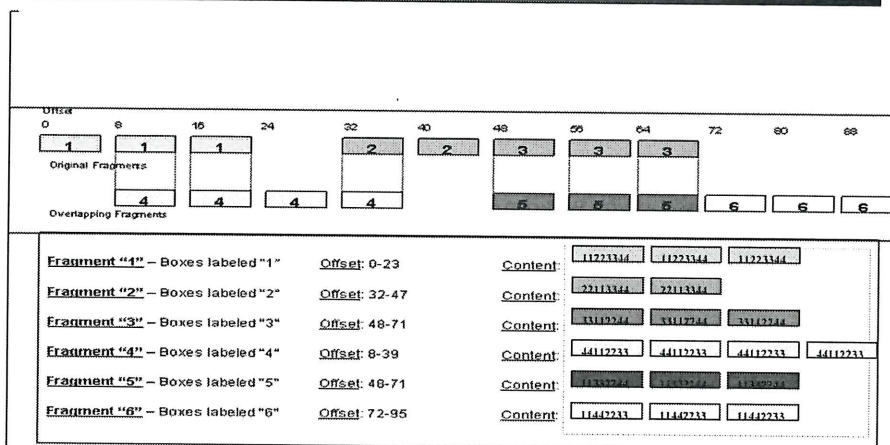 Offset
0 8 16 24 32 40 48 56 64 72 80 88
1 1 1 2 2 3 3 3
Original Fragments
4 4 4 4 5 5 5 6 6 6
Overlapping Fragments
Fragment "1" – Boxes labeled "1" Offset: 0-23 Content: 11223344 11223344 11223344
Fragment "2" – Boxes labeled "2" Offset: 32-47 Content: 22113344 22113344
Fragment "3" – Boxes labeled "3" Offset: 48-71 Content: 33112244 33112244 33112244
Fragment "4" – Boxes labeled "4" Offset: 8-39 Content: 44112233 44112233 44112233 44112233
Fragment "5" – Boxes labeled "5" Offset: 48-71 Content:
Fragment "6" – Boxes labeled "6" Offset: 72-95 Content: 11442233 11442233 11442233